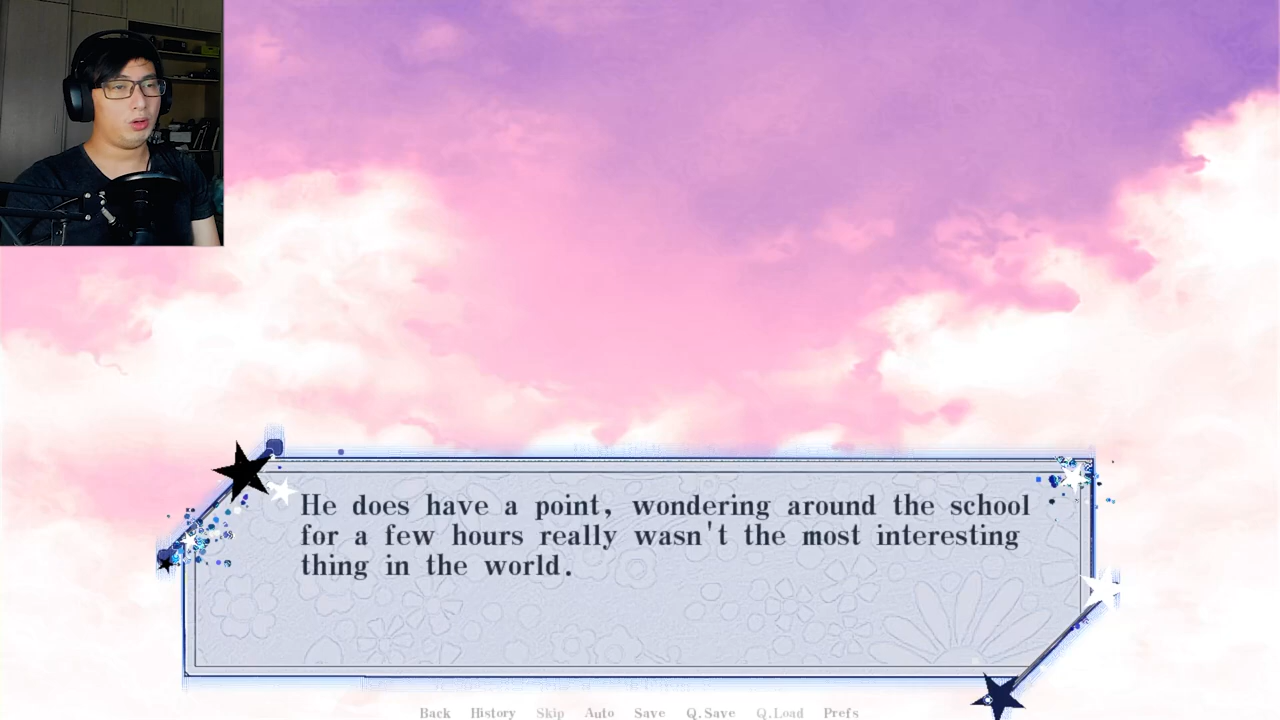 He does have a point, wondering around the school
for a few hours really wasn't the most interesting
thing in the world.
Back History Skip Auto Save Q.Save Q.Load Prefs